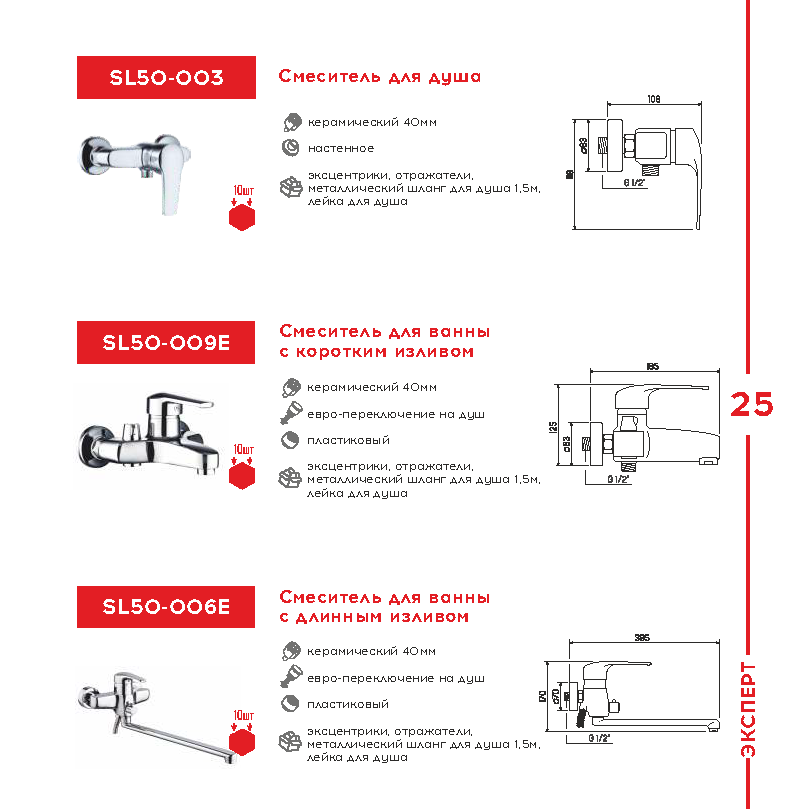 SL50-003
Смеситель для душа
керамический 40мм
настенное
эксцентрики, отражатели,
металлический шланг для душа 1,5м,
лейка для душа
10шт
108
⌀63
G 1/2"
SL50-009E
Смеситель для ванны
с коротким изливом
керамический 40мм
евро-переключение на душ
пластиковый
эксцентрики, отражатели,
металлический шланг для душа 1,5м,
лейка для душа
10шт
185
125
⌀63
G 1/2"
25
SL50-006E
Смеситель для ванны
с длинным изливом
керамический 40мм
евро-переключение на душ
пластиковый
эксцентрики, отражатели,
металлический шланг для душа 1,5м,
лейка для душа
10шт
385
170
⌀70
G 1/2"
ЭКСПЕРТ